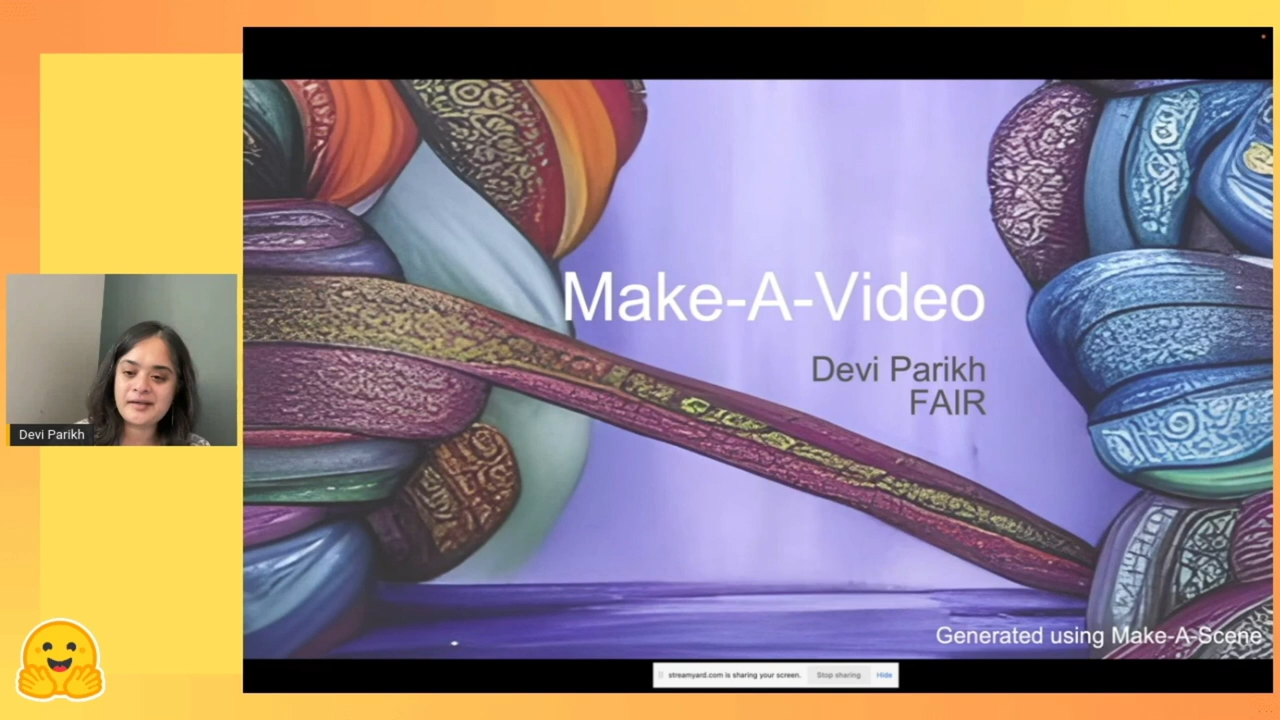 Make-A-Video
Devi Parikh
FAIR
Devi Parikh
Generated using Make-A-Scene
streamyard.com is sharing your screen. Stop sharing Hide